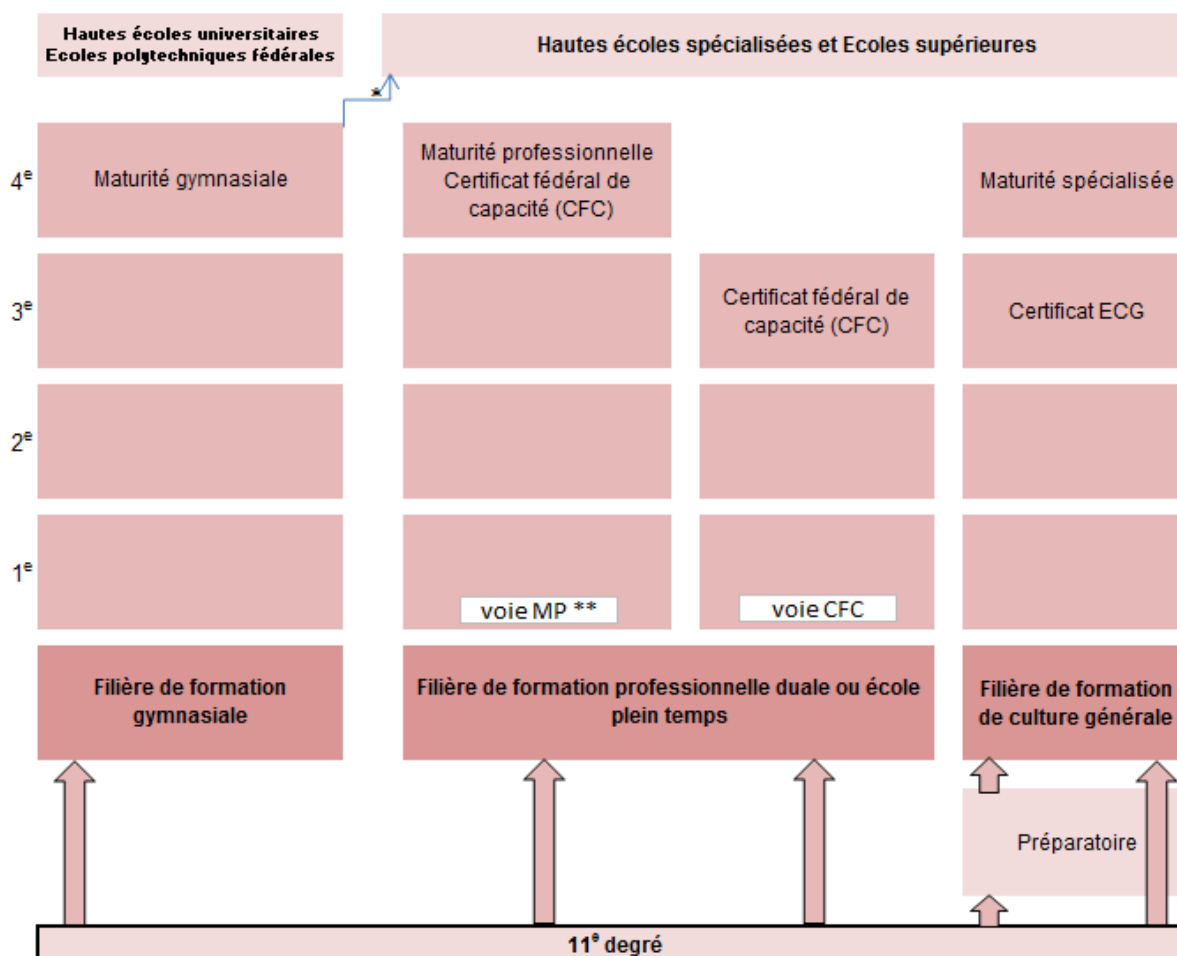 Hautes écoles universitaires
Ecoles polytechniques fédérales
Hautes écoles spécialisées et Ecoles supérieures
*
4e
Maturité gymnasiale
Maturité professionnelle
Certificat fédéral de
capacité (CFC)
Maturité spécialisée
3e
Certificat fédéral de
capacité (CFC)
Certificat ECG
2e
1e
voie MP **
voie CFC
Filière de formation
gymnasiale
Filière de formation professionnelle duale ou école
plein temps
Filière de formation
de culture générale
Préparatoire
11e degré